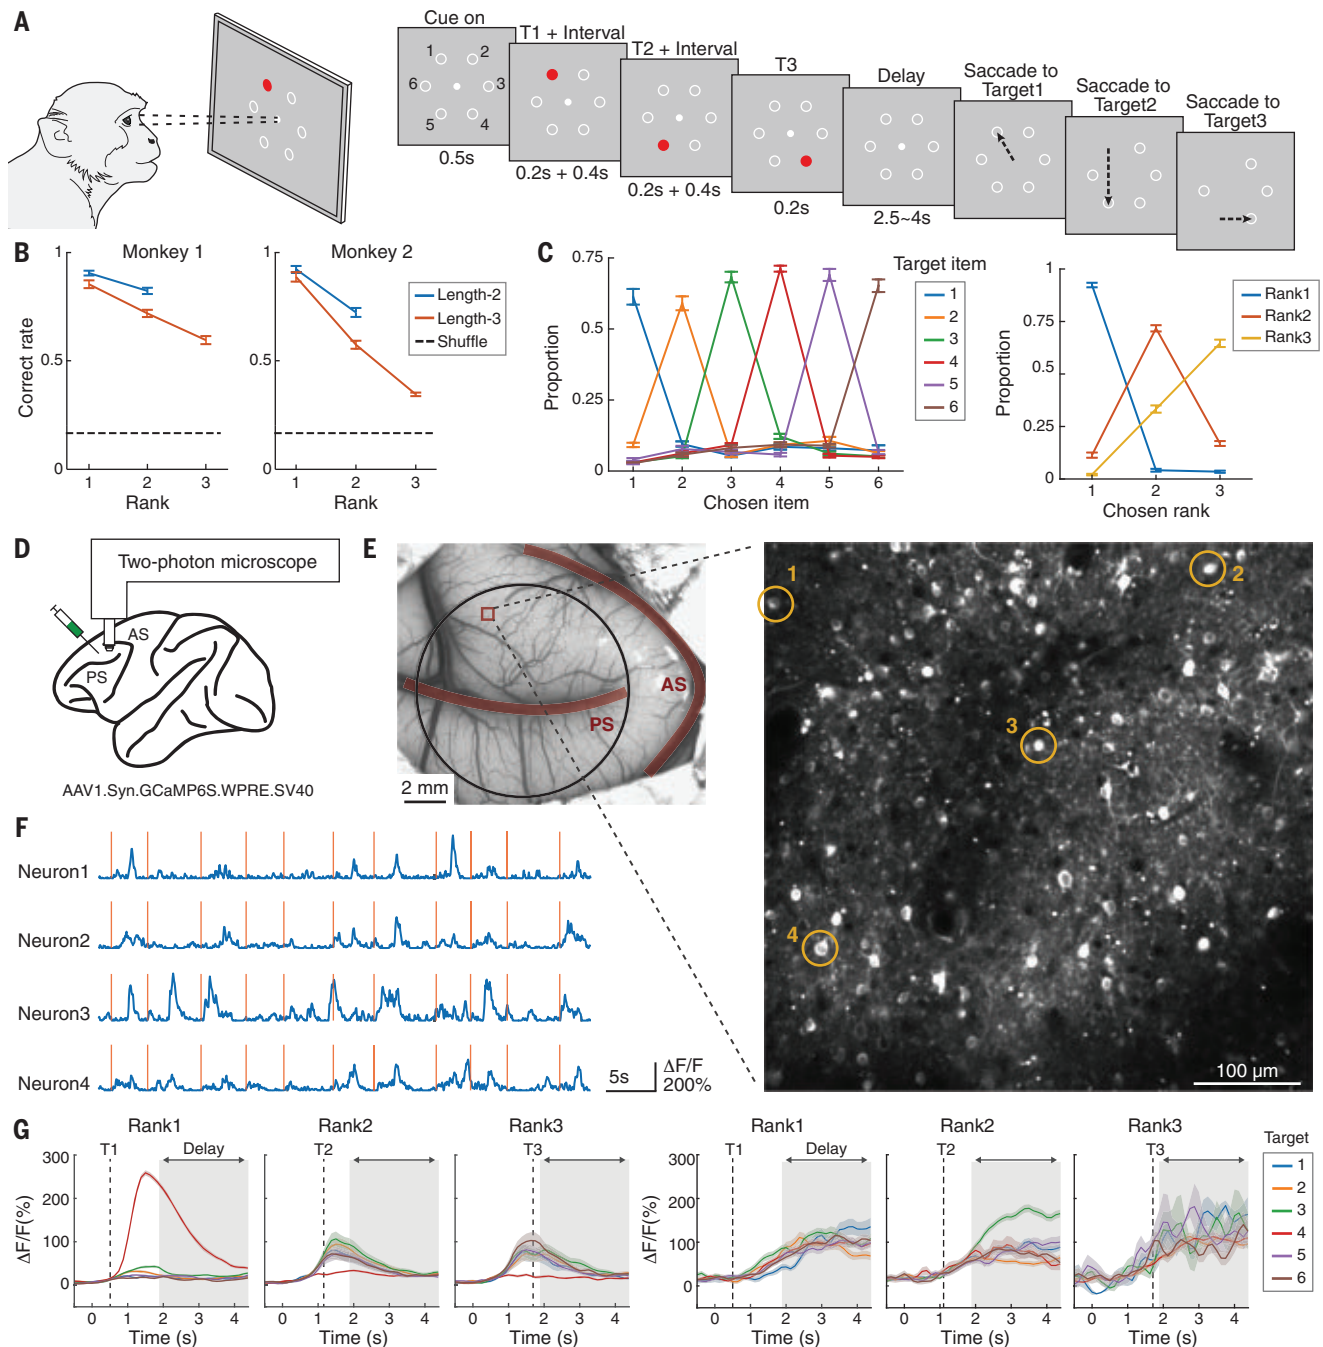 A
Cue on
T1 + Interval
T2 + Interval
T3
Delay
Saccade to
Target1
Saccade to
Target2
Saccade to
Target3
1
2
6
3
5
4
0.5s
0.2s + 0.4s
0.2s + 0.4s
0.2s
2.5~4s
B
Monkey 1
Monkey 2
1
0.5
0
Correct rate
1 2 3
Rank
1
0.5
0
1 2 3
Rank
Length-2
Length-3
Shuffle
C
0.75
0.5
0.25
0
Proportion
1 2 3 4 5 6
Chosen item
Target item
1
2
3
4
5
6
1
0.75
0.5
0.25
0
Proportion
1 2 3
Chosen rank
Rank1
Rank2
Rank3
D
Two-photon microscope
AS
PS
AAV1.Syn.GCaMP6S.WPRE.SV40
E
AS
PS
2 mm
1
2
3
4
100 μm
F
Neuron1
Neuron2
Neuron3
Neuron4
5s
ΔF/F
200%
G
Rank1
Rank2
Rank3
T1
Delay
T2
T3
300
200
100
0
ΔF/F(%)
0 1 2 3 4
Time (s)
0 1 2 3 4
Time (s)
0 1 2 3 4
Time (s)
Rank1
Rank2
Rank3
T1
Delay
T2
T3
300
200
100
0
ΔF/F(%)
0 1 2 3 4
Time (s)
0 1 2 3 4
Time (s)
0 1 2 3 4
Time (s)
Target
1
2
3
4
5
6